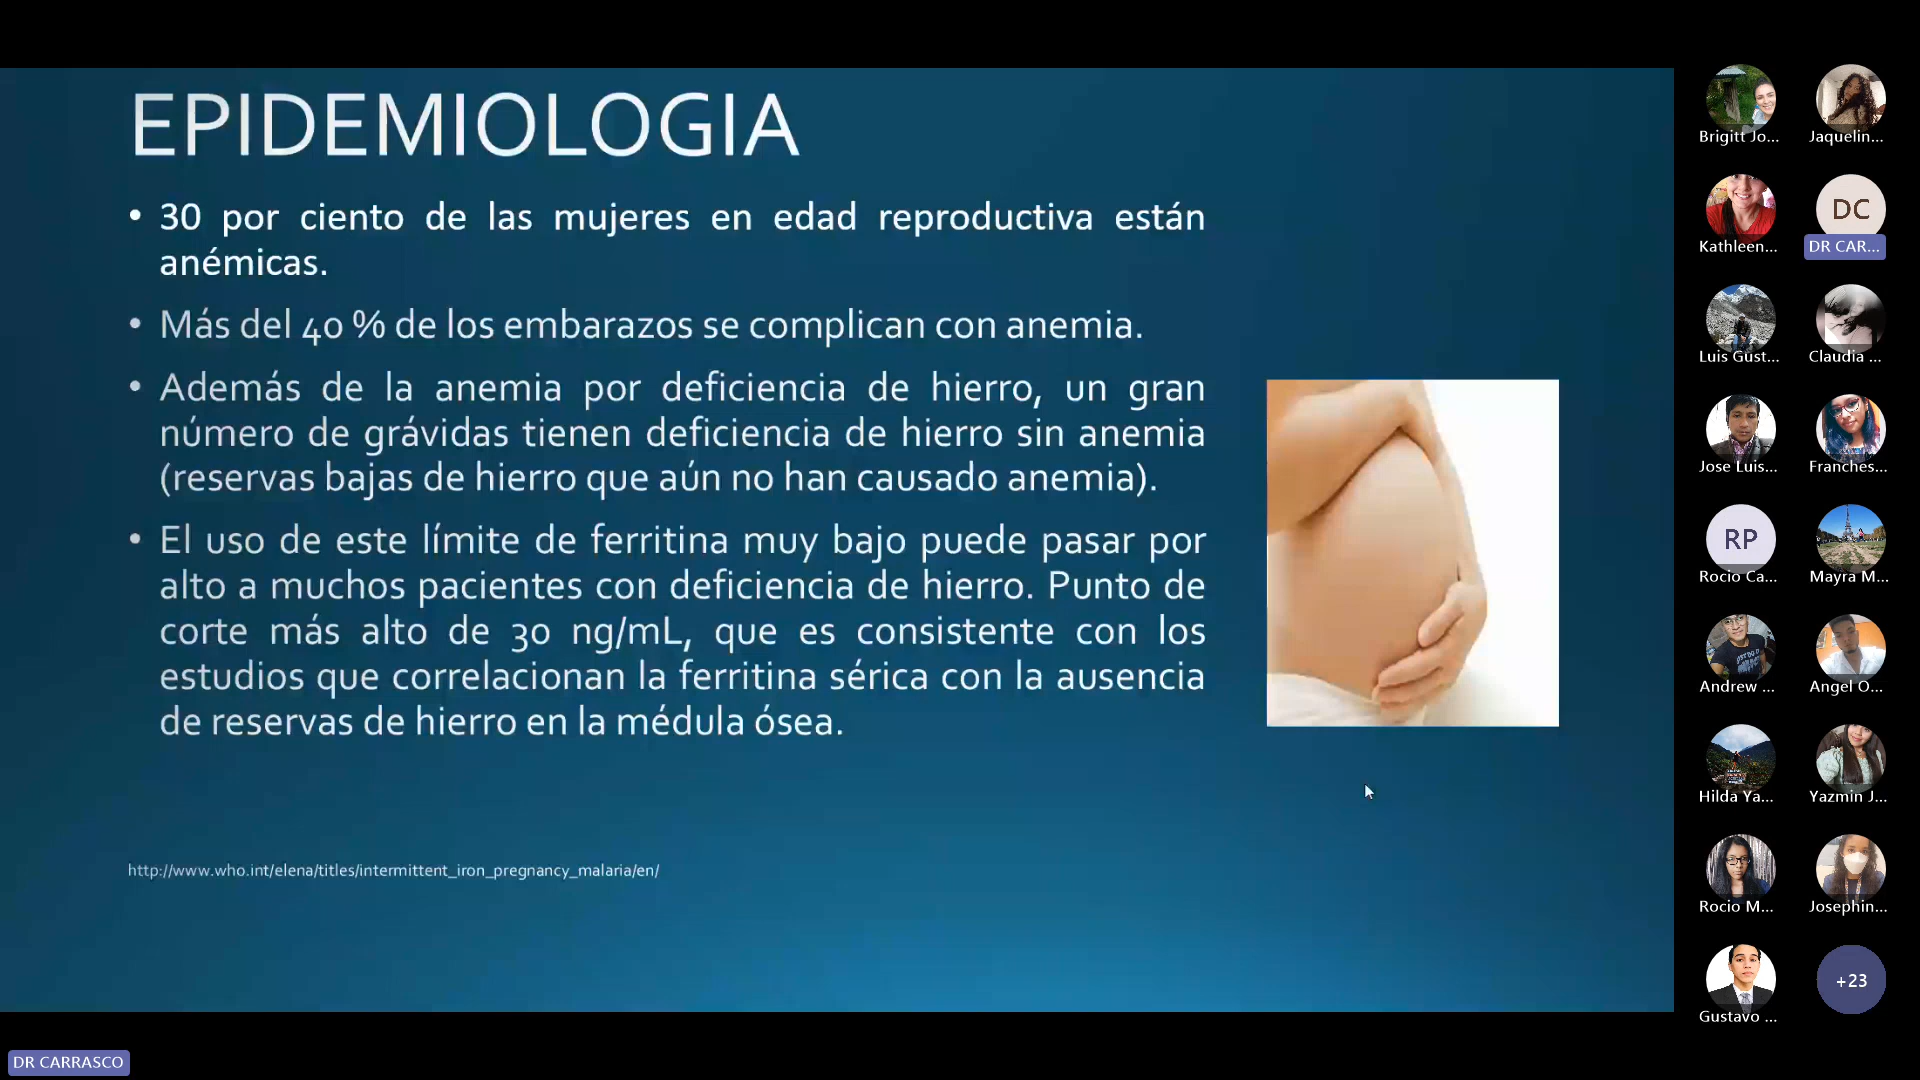 EPIDEMIOLOGIA
• 30 por ciento de las mujeres en edad reproductiva están
anémicas.
• Más del 40 % de los embarazos se complican con anemia.
• Además de la anemia por deficiencia de hierro, un gran
número de grávidas tienen deficiencia de hierro sin anemia
(reservas bajas de hierro que aún no han causado anemia).
• El uso de este límite de ferritina muy bajo puede pasar por
alto a muchos pacientes con deficiencia de hierro. Punto de
corte más alto de 30 ng/mL, que es consistente con los
estudios que correlacionan la ferritina sérica con la ausencia
de reservas de hierro en la médula ósea.
http://www.who.int/elena/titles/intermittent_iron_pregnancy_malaria/en/
DR CARRASCO
Brigitt Jo...
Jaquelin...
Kathleen...
DC
DR CAR...
Luis Gust...
Claudia ...
Jose Luis...
Franches...
RP
Rocio Ca...
Mayra M...
Andrew ...
Angel O...
Hilda Ya...
Yazmin J...
Rocio M...
Josephin...
Gustavo ...
+23